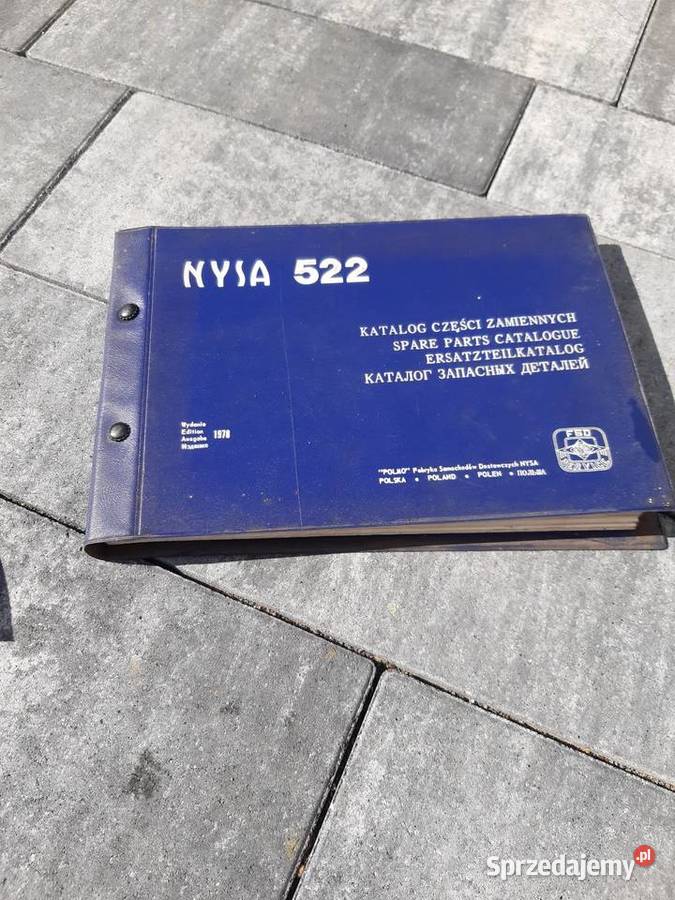 NYSA 522
KATALOG CZĘŚCI ZAMIENNYCH
SPARE PARTS CATALOGUE
ERSATZTEILKATALOG
КАТАЛОГ ЗАПАСНЫХ ДЕТАЛЕЙ
Wydanie
Edition
Ausgabe
Издание
1978
FSD
NYSA
"POLMO" Fabryka Samochodów Dostawczych NYSA
POLSKA • POLAND • POLEN • ПОЛЬША
Sprzedajemy.pl